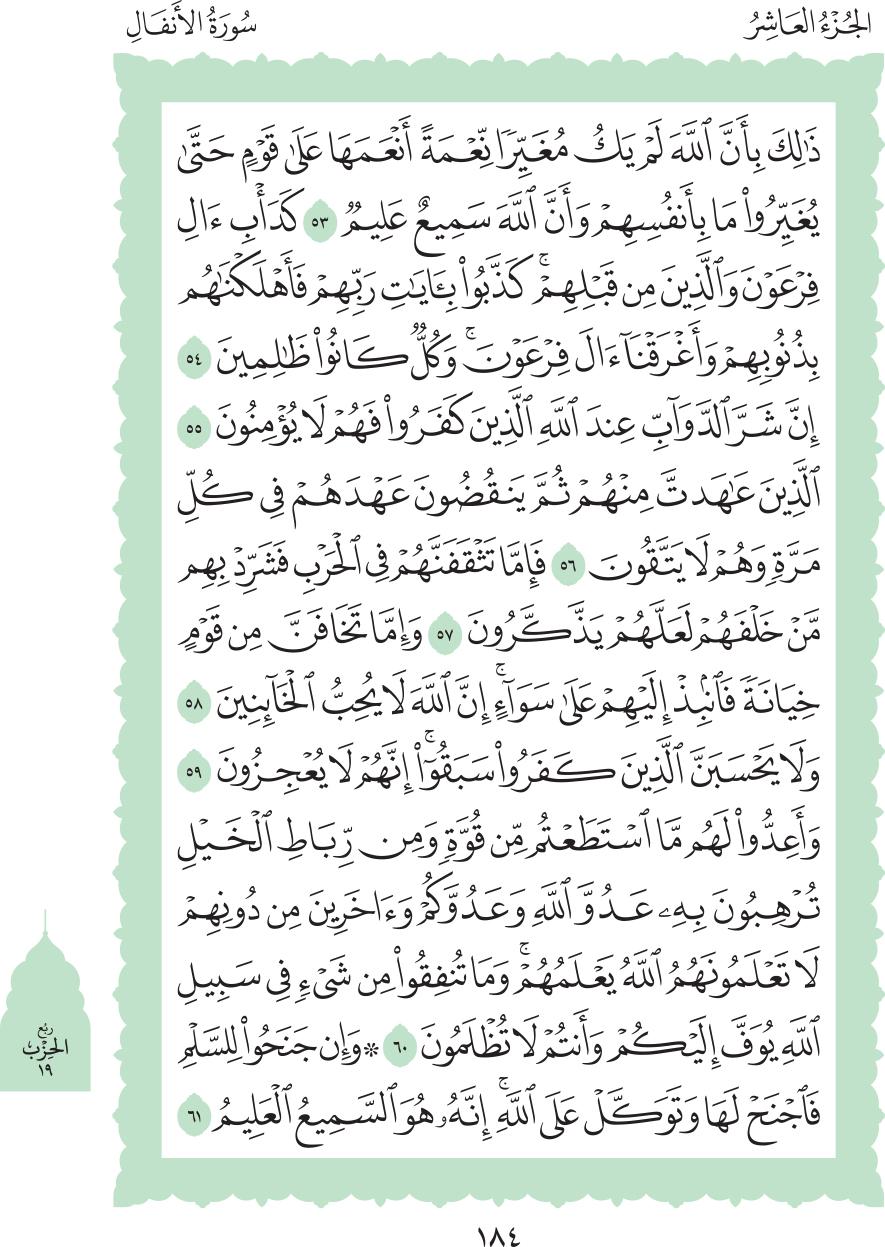 الجُزْءُ العَاشِرُ
سُورَةُ الأَنفَالِ
ذَٰلِكَ بِأَنَّ ٱللَّهَ لَمْ يَكُ مُغَيِّرًا نِّعْمَةً أَنْعَمَهَا عَلَىٰ قَوْمٍ حَتَّىٰ
يُغَيِّرُوا۟ مَا بِأَنفُسِهِمْ وَأَنَّ ٱللَّهَ سَمِيعٌ عَلِيمٌ ٥٣ كَدَأْبِ ءَالِ
فِرْعَوْنَ وَٱلَّذِينَ مِن قَبْلِهِمْ ۚ كَذَّبُوا۟ بِـَٔايَـٰتِ رَبِّهِمْ فَأَهْلَكْنَـٰهُم
بِذُنُوبِهِمْ وَأَغْرَقْنَآ ءَالَ فِرْعَوْنَ ۚ وَكُلٌّ كَانُوا۟ ظَـٰلِمِينَ ٥٤
إِنَّ شَرَّ ٱلدَّوَآبِّ عِندَ ٱللَّهِ ٱلَّذِينَ كَفَرُوا۟ فَهُمْ لَا يُؤْمِنُونَ ٥٥
ٱلَّذِينَ عَـٰهَدتَّ مِنْهُمْ ثُمَّ يَنقُضُونَ عَهْدَهُمْ فِى كُلِّ
مَرَّةٍ وَهُمْ لَا يَتَّقُونَ ٥٦ فَإِمَّا تَثْقَفَنَّهُمْ فِى ٱلْحَرْبِ فَشَرِّدْ بِهِم
مَّنْ خَلْفَهُمْ لَعَلَّهُمْ يَذَّكَّرُونَ ٥٧ وَإِمَّا تَخَافَنَّ مِن قَوْمٍ
خِيَانَةً فَٱنۢبِذْ إِلَيْهِمْ عَلَىٰ سَوَآءٍ ۚ إِنَّ ٱللَّهَ لَا يُحِبُّ ٱلْخَآئِنِينَ ٥٨
وَلَا يَحْسَبَنَّ ٱلَّذِينَ كَفَرُوا۟ سَبَقُوٓا۟ ۚ إِنَّهُمْ لَا يُعْجِزُونَ ٥٩
وَأَعِدُّوا۟ لَهُم مَّا ٱسْتَطَعْتُم مِّن قُوَّةٍ وَمِن رِّبَاطِ ٱلْخَيْلِ
تُرْهِبُونَ بِهِۦ عَدُوَّ ٱللَّهِ وَعَدُوَّكُمْ وَءَاخَرِينَ مِن دُونِهِمْ
لَا تَعْلَمُونَهُمُ ٱللَّهُ يَعْلَمُهُمْ ۚ وَمَا تُنفِقُوا۟ مِن شَىْءٍ فِى سَبِيلِ
ٱللَّهِ يُوَفَّ إِلَيْكُمْ وَأَنتُمْ لَا تُظْلَمُونَ ٦٠ * وَإِن جَنَحُوا۟ لِلسَّلْمِ
فَٱجْنَحْ لَهَا وَتَوَكَّلْ عَلَى ٱللَّهِ ۚ إِنَّهُۥ هُوَ ٱلسَّمِيعُ ٱلْعَلِيمُ ٦١
ربع
الحزب
١٩
١٨٤